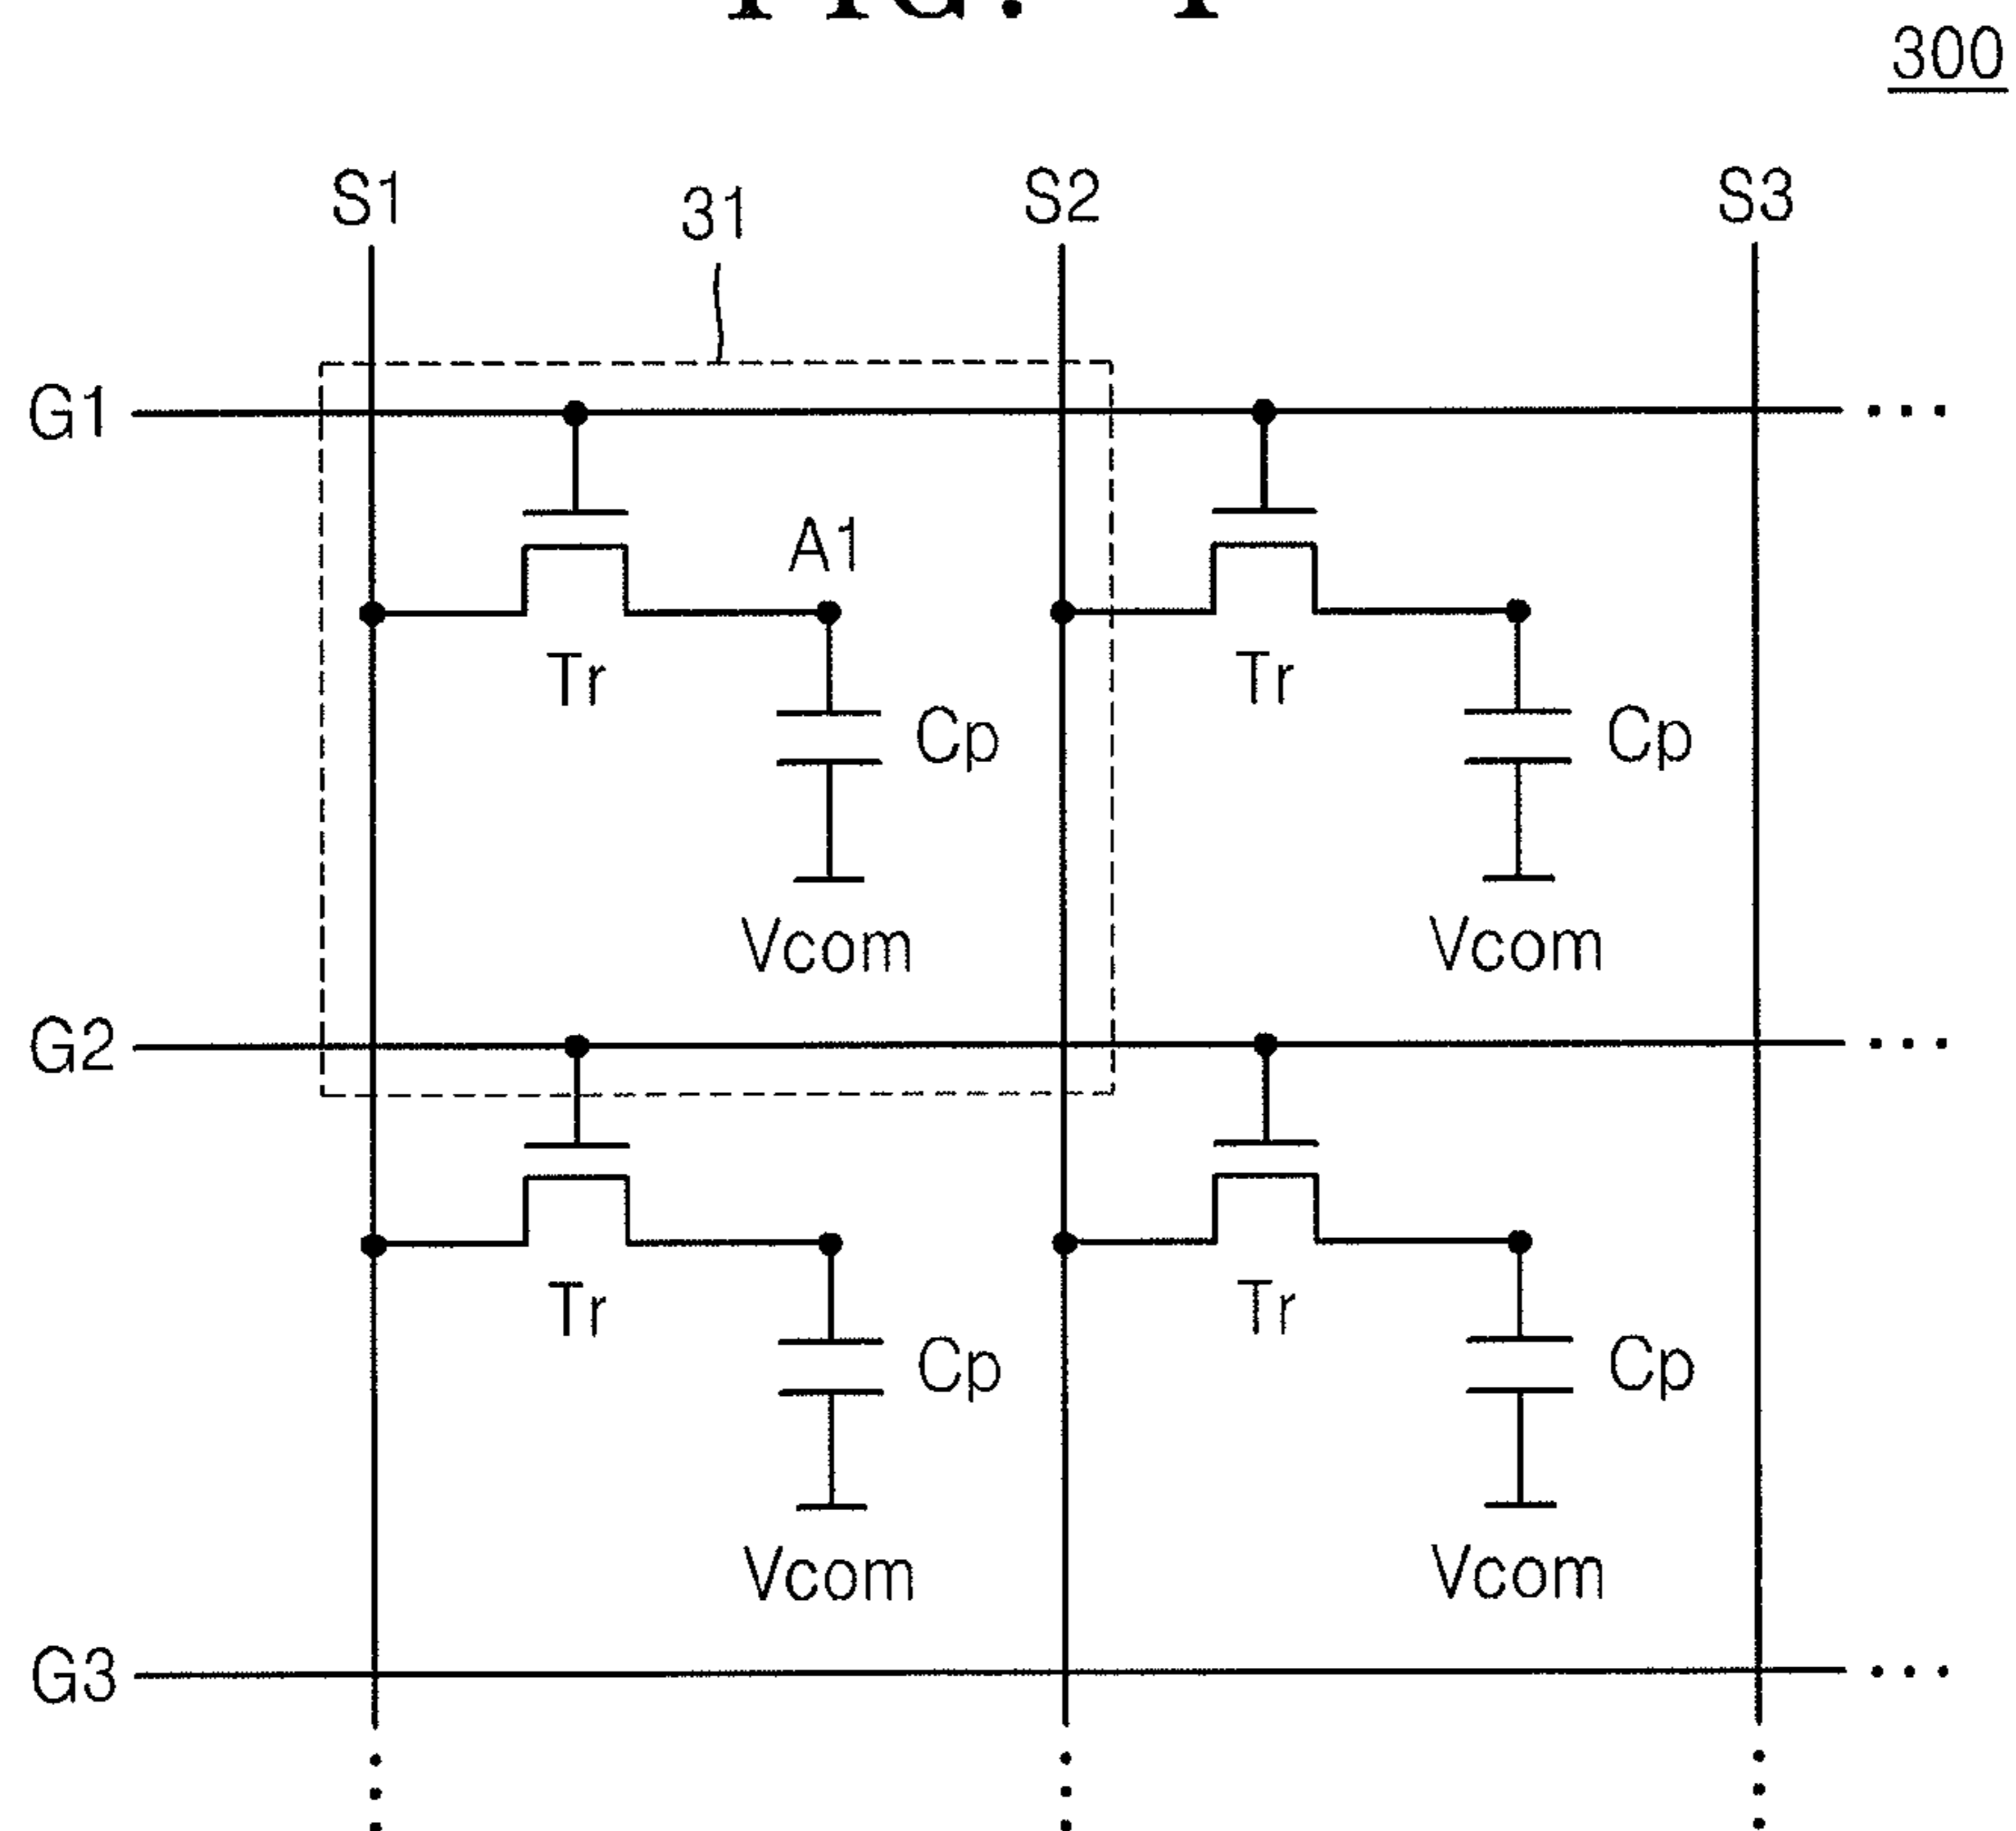 300
S1 31 S2 S3
G1 ...
A1
Tr Tr
Cp Cp
Vcom Vcom
G2 ...
Tr Tr
Cp Cp
Vcom Vcom
G3 ...